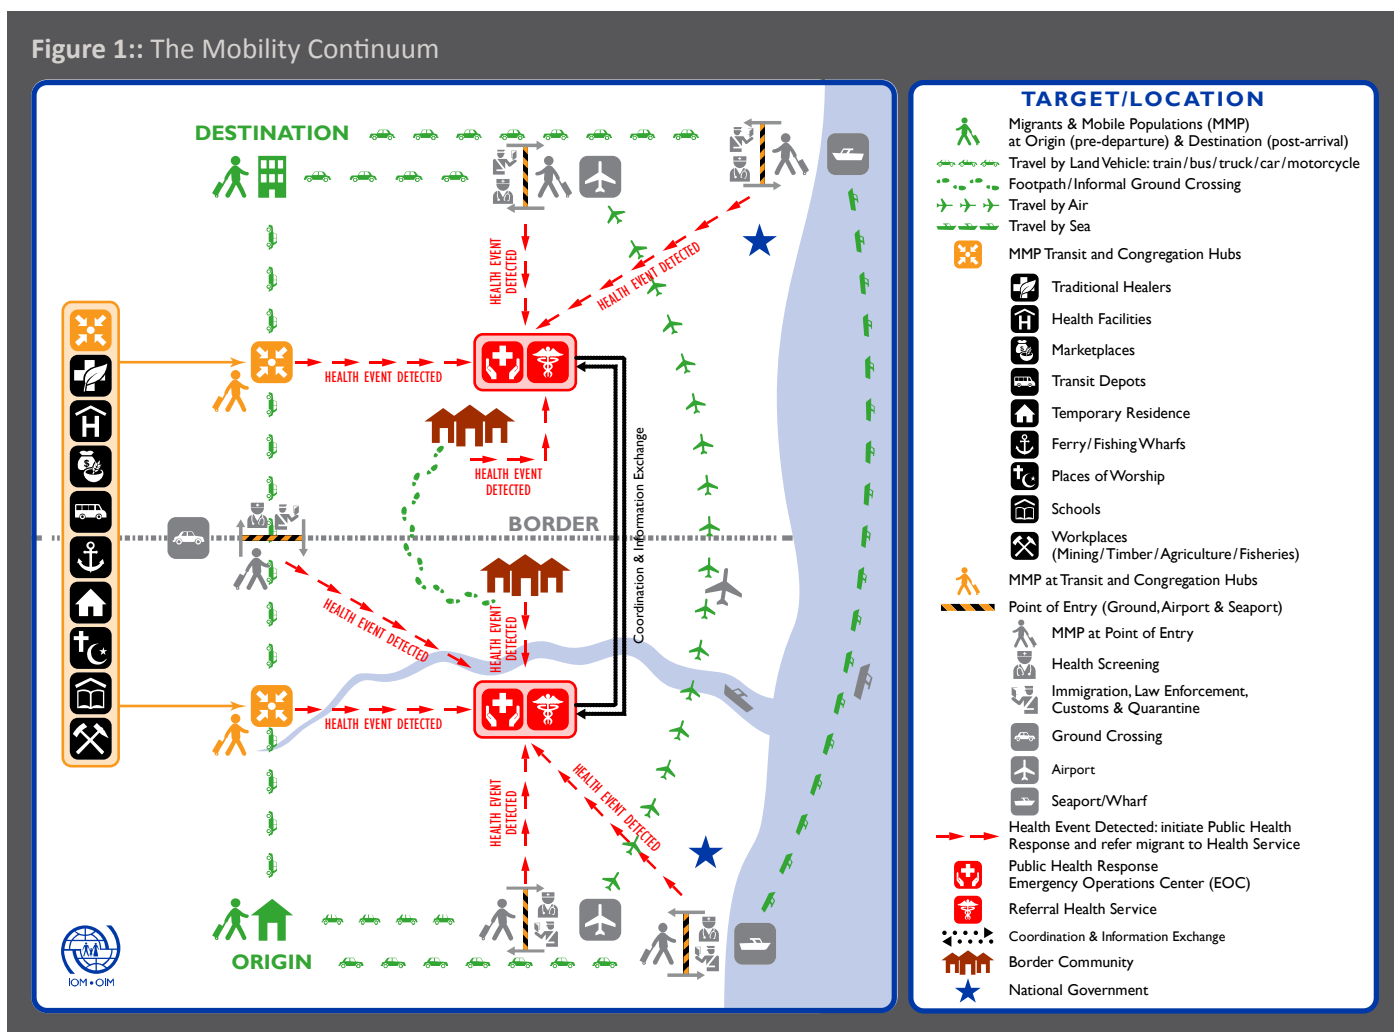 Figure 1:: The Mobility Continuum
DESTINATION
HEALTH EVENT
DETECTED
HEALTH EVENT DETECTED
HEALTH EVENT DETECTED
HEALTH EVENT
DETECTED
Coordination & Information Exchange
BORDER
HEALTH EVENT DETECTED
HEALTH EVENT
DETECTED
HEALTH EVENT DETECTED
HEALTH EVENT
DETECTED
HEALTH EVENT DETECTED
ORIGIN
IOM • OIM
TARGET/LOCATION
Migrants & Mobile Populations (MMP)
at Origin (pre-departure) & Destination (post-arrival)
Travel by Land Vehicle: train/bus/truck/car/motorcycle
Footpath/Informal Ground Crossing
Travel by Air
Travel by Sea
MMP Transit and Congregation Hubs
Traditional Healers
Health Facilities
Marketplaces
Transit Depots
Temporary Residence
Ferry/Fishing Wharfs
Places of Worship
Schools
Workplaces
(Mining/Timber/Agriculture/Fisheries)
MMP at Transit and Congregation Hubs
Point of Entry (Ground, Airport & Seaport)
MMP at Point of Entry
Health Screening
Immigration, Law Enforcement,
Customs & Quarantine
Ground Crossing
Airport
Seaport/Wharf
Health Event Detected: initiate Public Health
Response and refer migrant to Health Service
Public Health Response
Emergency Operations Center (EOC)
Referral Health Service
Coordination & Information Exchange
Border Community
National Government